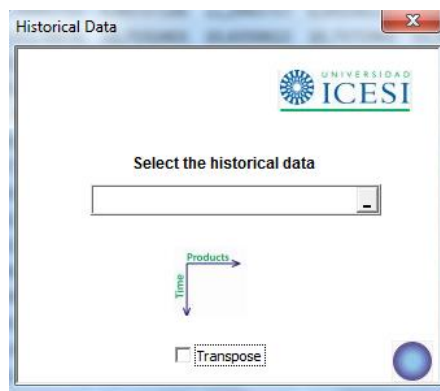 Historical Data
UNIVERSIDAD
ICESI
Select the historical data
Products
Time
Transpose